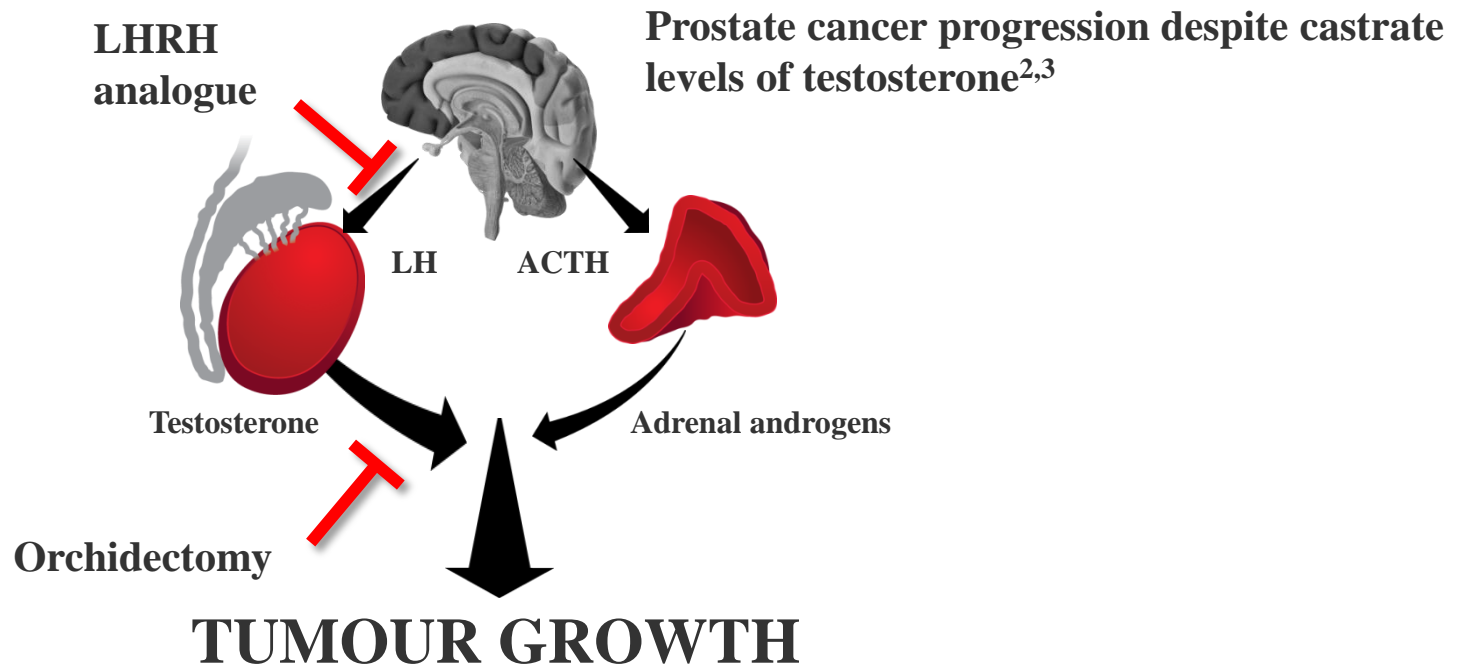 LHRH
analogue
Prostate cancer progression despite castrate
levels of testosterone2,3
LH
ACTH
Testosterone
Adrenal androgens
Orchidectomy
TUMOUR GROWTH